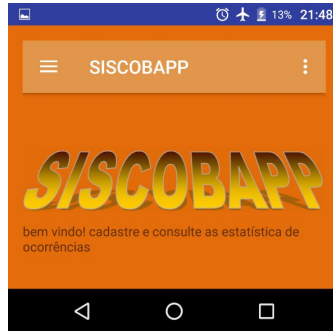 13% 21:48
SISCOBAPP
SISCOBAPP
bem vindo! cadastre e consulte as estatística de
ocorrências